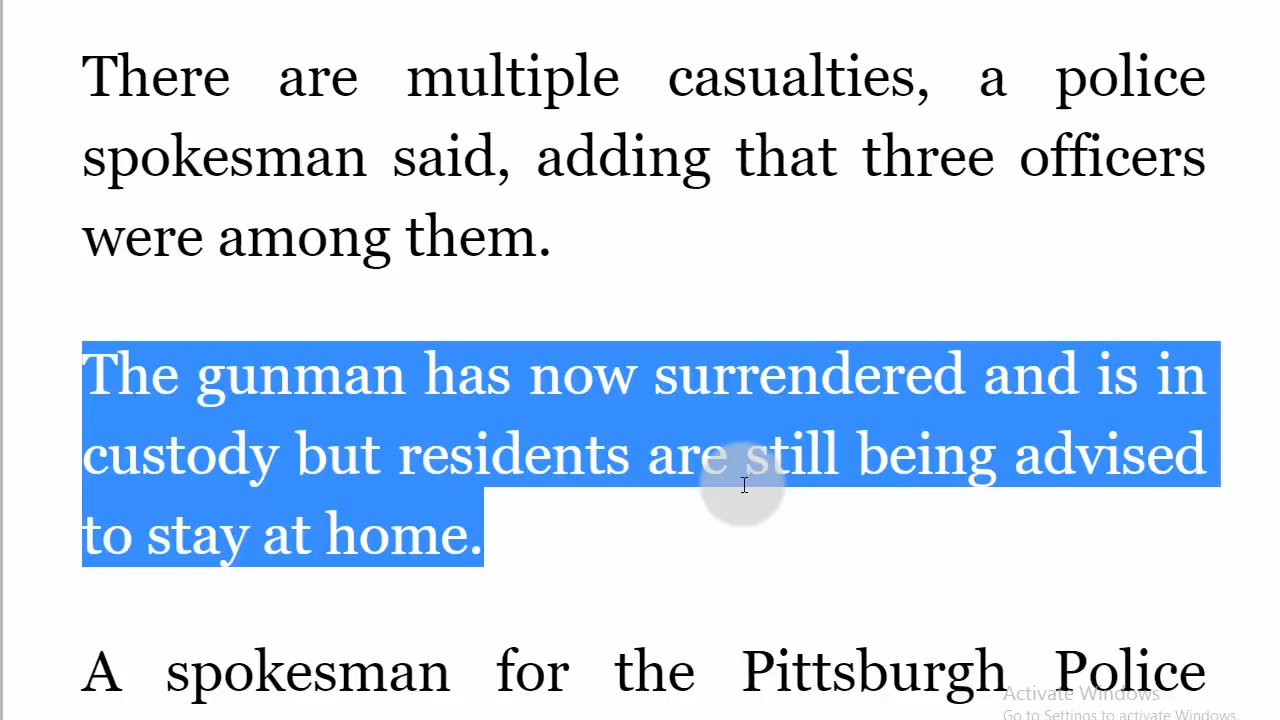 There are multiple casualties, a police
spokesman said, adding that three officers
were among them.
The gunman has now surrendered and is in
custody but residents are still being advised
to stay at home.
A spokesman for the Pittsburgh Police
Activate Windows
Go to Settings to activate Windows.